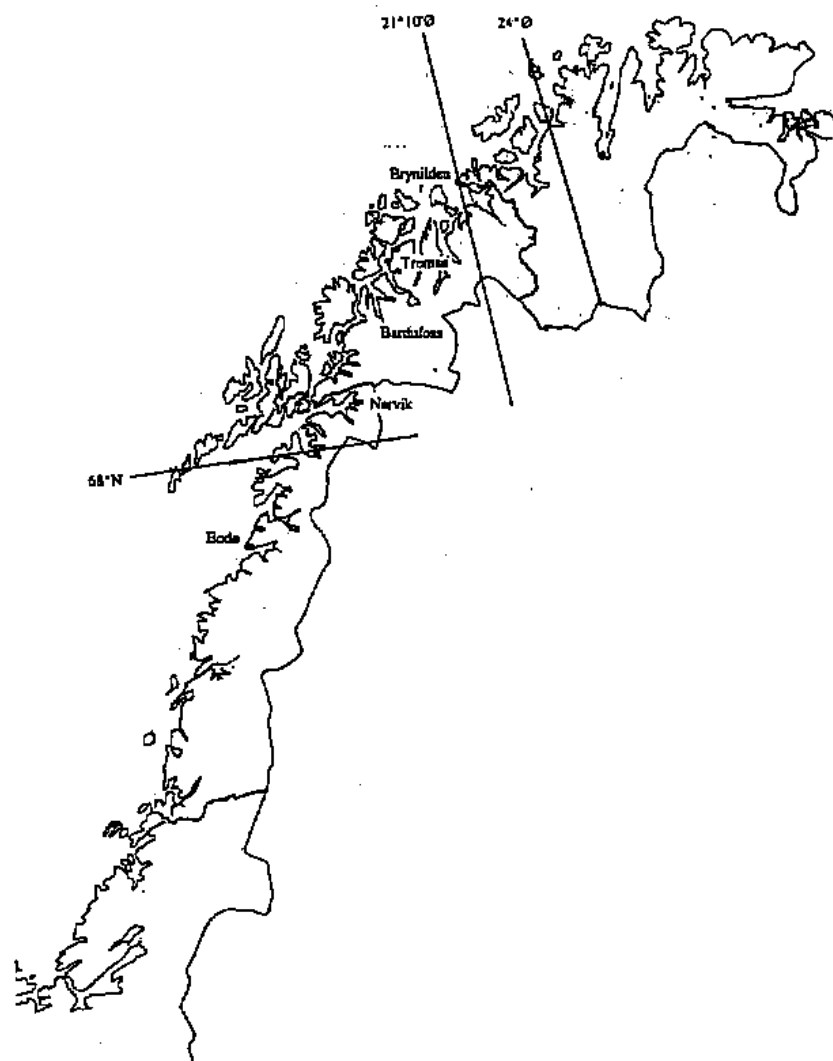 21°10'Ø
24°Ø
Brynilden
Tromsø
Bardufoss
Narvik
68°N
Bodø